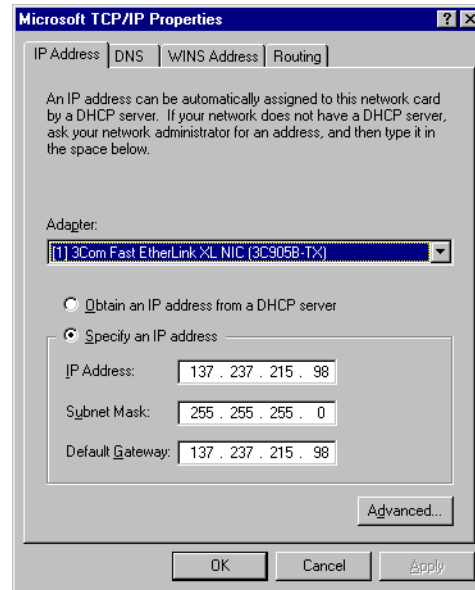 Microsoft TCP/IP Properties
IP Address DNS WINS Address Routing
An IP address can be automatically assigned to this network card
by a DHCP server. If your network does not have a DHCP server,
ask your network administrator for an address, and then type it in
the space below.
Adapter:
[1] 3Com Fast EtherLink XL NIC (3C905B-TX)
Obtain an IP address from a DHCP server
Specify an IP address
IP Address: 137 . 237 . 215 . 98
Subnet Mask: 255 . 255 . 255 . 0
Default Gateway: 137 . 237 . 215 . 98
Advanced...
OK Cancel Apply